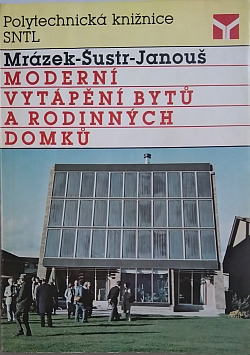 Polytechnická knižnice
SNTL
Mrázek-Šustr-Janouš
MODERNÍ
VYTÁPĚNÍ BYTŮ
A RODINNÝCH
DOMKŮ